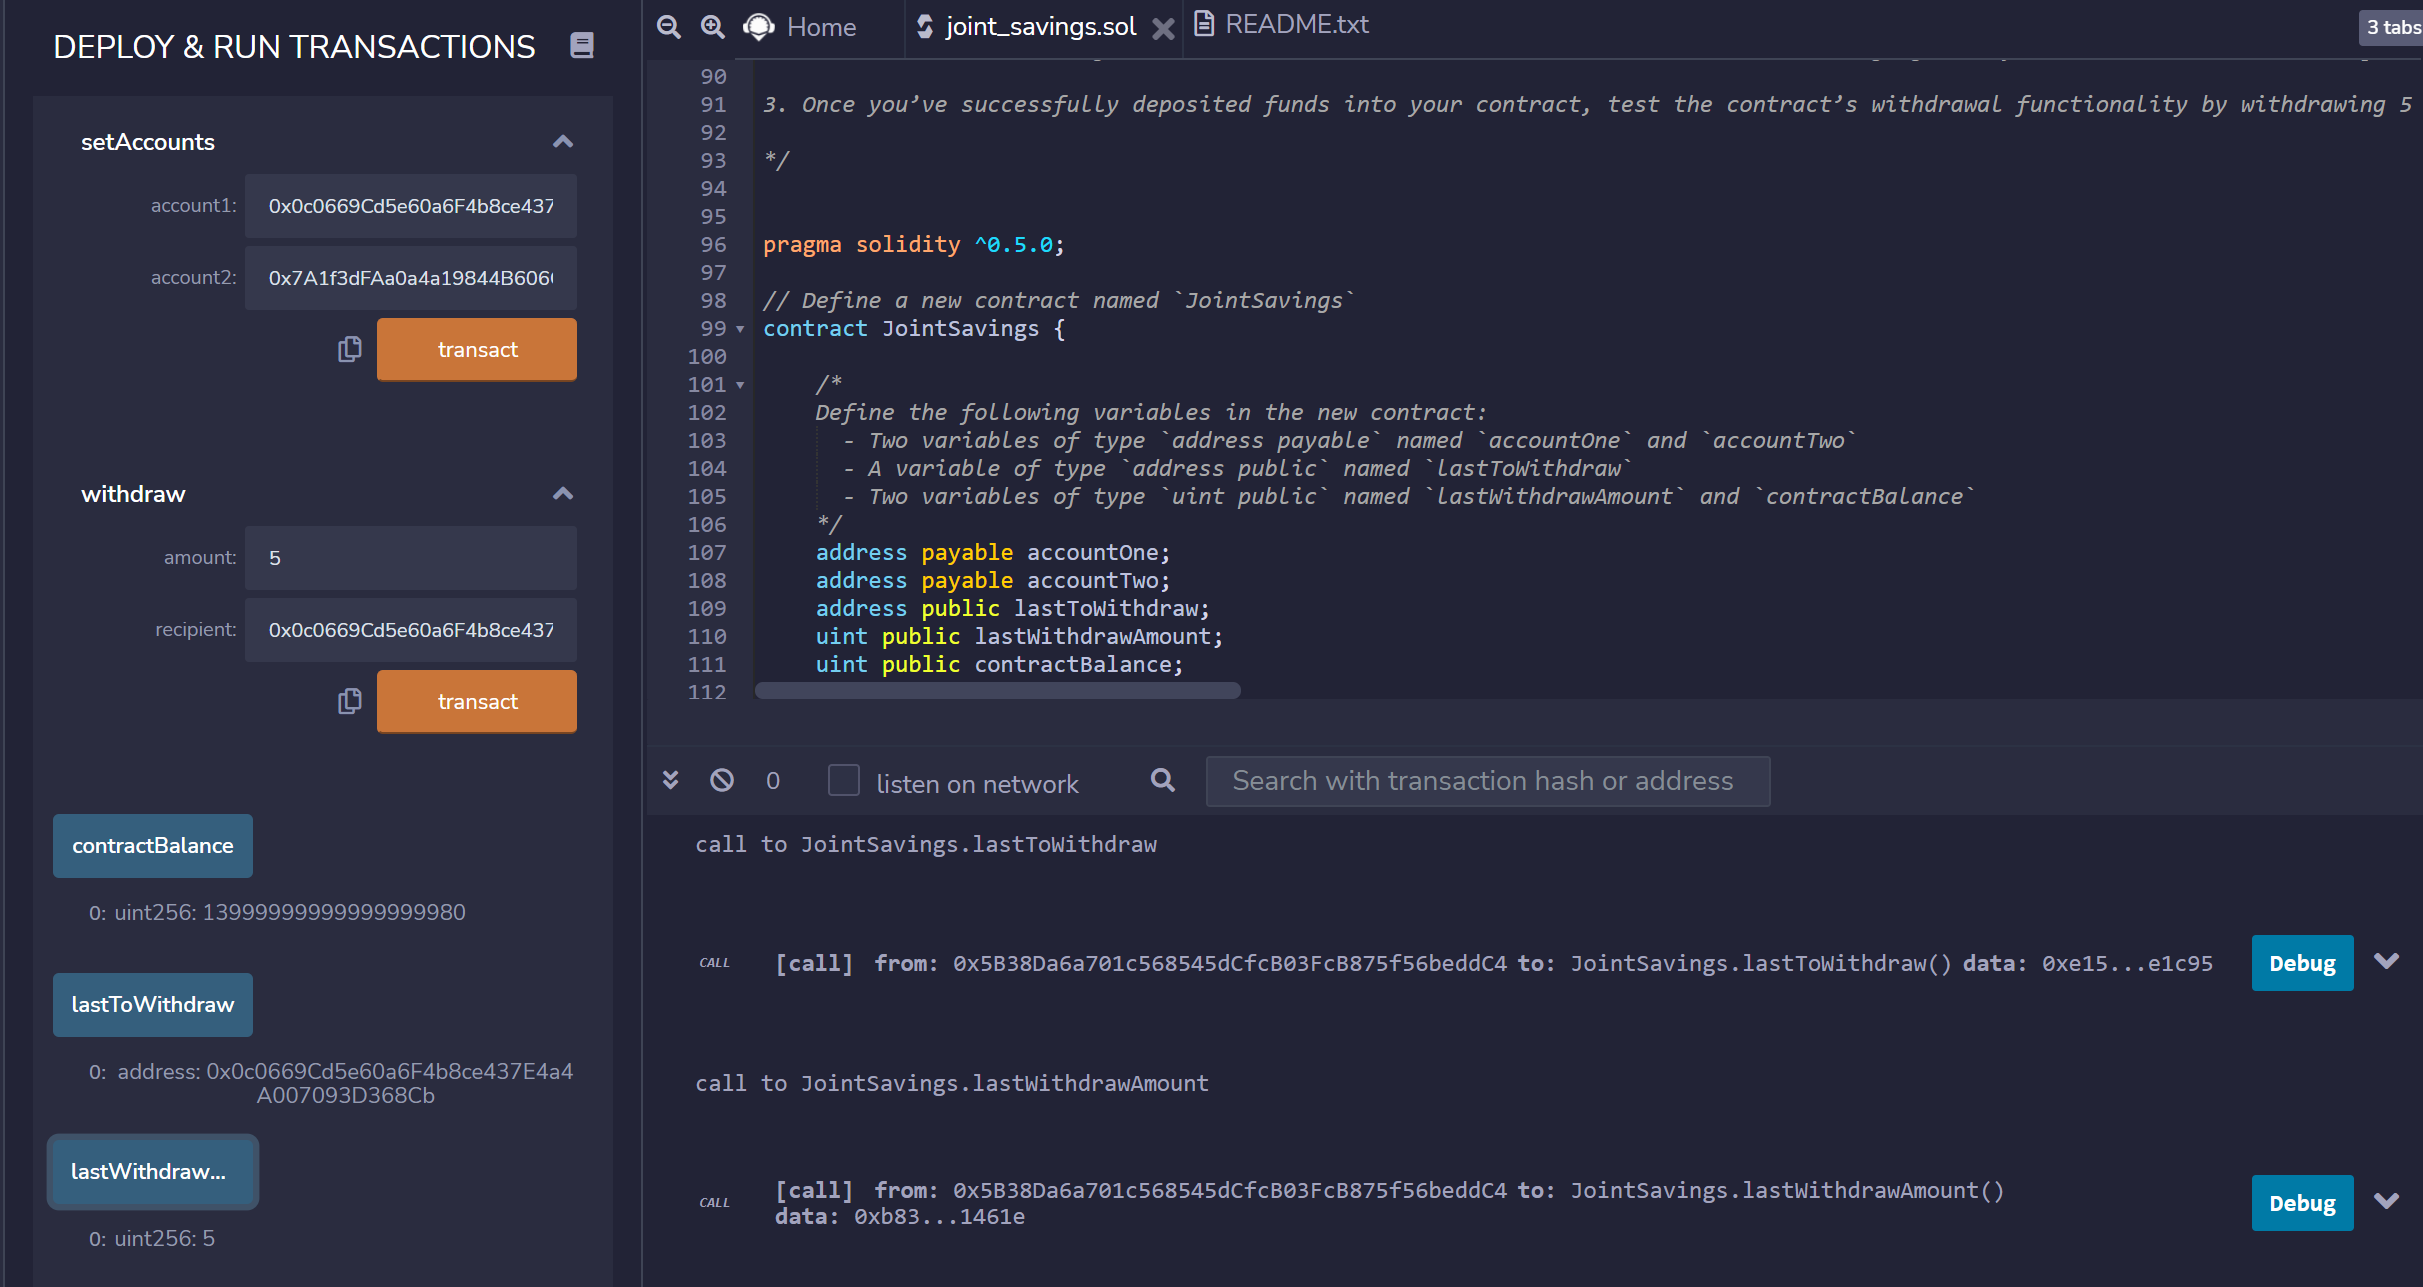 DEPLOY & RUN TRANSACTIONS
setAccounts
account1: 0x0c0669Cd5e60a6F4b8ce437
account2: 0x7A1f3dFAa0a4a19844B606
transact
withdraw
amount: 5
recipient: 0x0c0669Cd5e60a6F4b8ce437
transact
contractBalance
0: uint256: 13999999999999999980
lastToWithdraw
0: address: 0x0c0669Cd5e60a6F4b8ce437E4a4
A007093D368Cb
lastWithdraw...
0: uint256: 5
Home joint_savings.sol README.txt 3 tabs
90
91 3. Once you’ve successfully deposited funds into your contract, test the contract’s withdrawal functionality by withdrawing 5
92
93 */
94
95
96 pragma solidity ^0.5.0;
97
98 // Define a new contract named `JointSavings`
99 contract JointSavings {
100
101 /*
102 Define the following variables in the new contract:
103 - Two variables of type `address payable` named `accountOne` and `accountTwo`
104 - A variable of type `address public` named `lastToWithdraw`
105 - Two variables of type `uint public` named `lastWithdrawAmount` and `contractBalance`
106 */
107 address payable accountOne;
108 address payable accountTwo;
109 address public lastToWithdraw;
110 uint public lastWithdrawAmount;
111 uint public contractBalance;
112
0 listen on network Search with transaction hash or address
call to JointSavings.lastToWithdraw
CALL [call] from: 0x5B38Da6a701c568545dCfcB03FcB875f56beddC4 to: JointSavings.lastToWithdraw() data: 0xe15...e1c95 Debug
call to JointSavings.lastWithdrawAmount
CALL [call] from: 0x5B38Da6a701c568545dCfcB03FcB875f56beddC4 to: JointSavings.lastWithdrawAmount()
data: 0xb83...1461e Debug